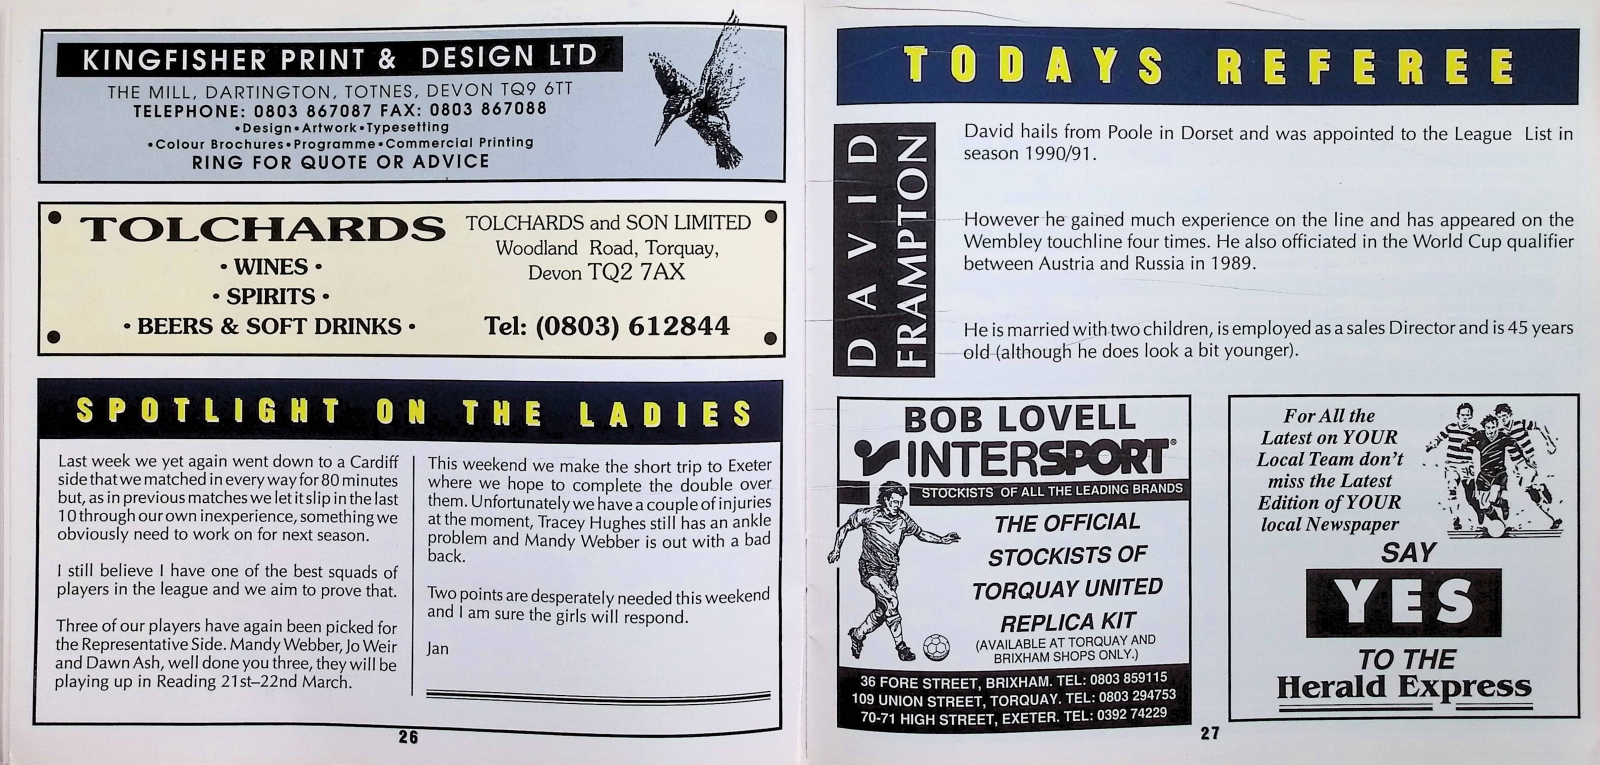 KINGFISHER PRINT & DESIGN LTD
THE MILL, DARTINGTON, TOTNES, DEVON TQ9 6TT
TELEPHONE: 0803 867087 FAX: 0803 867088
•Design•Artwork•Typesetting
•Colour Brochures•Programme•Commercial Printing
RING FOR QUOTE OR ADVICE
TOLCHARDS
• WINES •
• SPIRITS •
• BEERS & SOFT DRINKS •
TOLCHARDS and SON LIMITED
Woodland Road, Torquay,
Devon TQ2 7AX
Tel: (0803) 612844
SPOTLIGHT ON THE LADIES
Last week we yet again went down to a Cardiff
side that we matched in every way for 80 minutes
but, as in previous matches we let it slip in the last
10 through our own inexperience, something we
obviously need to work on for next season.
I still believe I have one of the best squads of
players in the league and we aim to prove that.
Three of our players have again been picked for
the Representative Side. Mandy Webber, Jo Weir
and Dawn Ash, well done you three, they will be
playing up in Reading 21st–22nd March.
This weekend we make the short trip to Exeter
where we hope to complete the double over
them. Unfortunately we have a couple of injuries
at the moment, Tracey Hughes still has an ankle
problem and Mandy Webber is out with a bad
back.
Two points are desperately needed this weekend
and I am sure the girls will respond.
Jan
26
TODAYS REFEREE
DAVID
FRAMPTON
David hails from Poole in Dorset and was appointed to the League List in
season 1990/91.
However he gained much experience on the line and has appeared on the
Wembley touchline four times. He also officiated in the World Cup qualifier
between Austria and Russia in 1989.
He is married with two children, is employed as a sales Director and is 45 years
old (although he does look a bit younger).
BOB LOVELL
INTERSPORT®
STOCKISTS OF ALL THE LEADING BRANDS
THE OFFICIAL
STOCKISTS OF
TORQUAY UNITED
REPLICA KIT
(AVAILABLE AT TORQUAY AND
BRIXHAM SHOPS ONLY.)
36 FORE STREET, BRIXHAM. TEL: 0803 859115
109 UNION STREET, TORQUAY. TEL: 0803 294753
70-71 HIGH STREET, EXETER. TEL: 0392 74229
For All the
Latest on YOUR
Local Team don't
miss the Latest
Edition of YOUR
local Newspaper
SAY
YES
TO THE
Herald Express
27